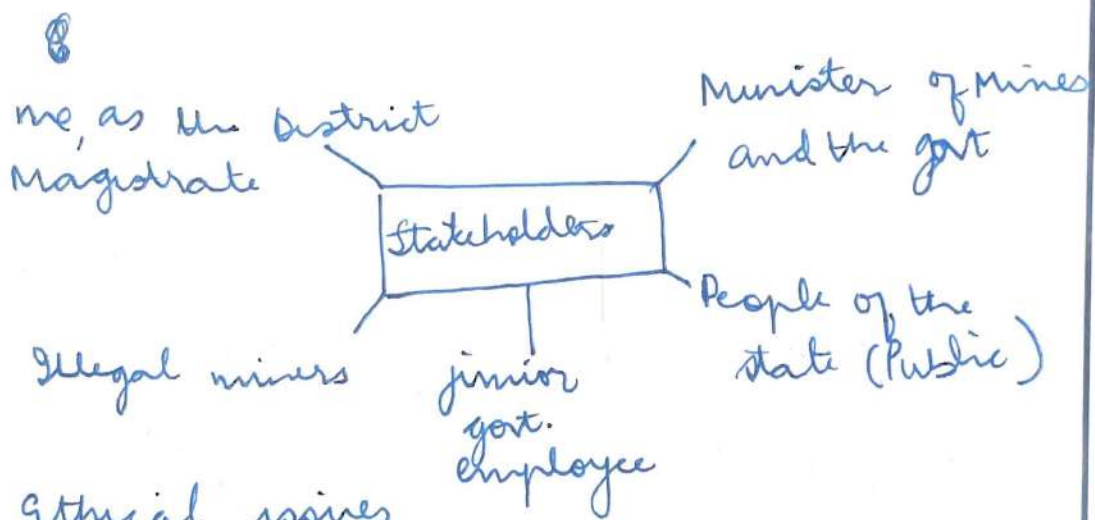 me, as the District
Magistrate
Minister of Mines
and the govt
Stakeholders
Illegal miners
junior
govt.
employee
People of the
state (Public)
Ethical issues